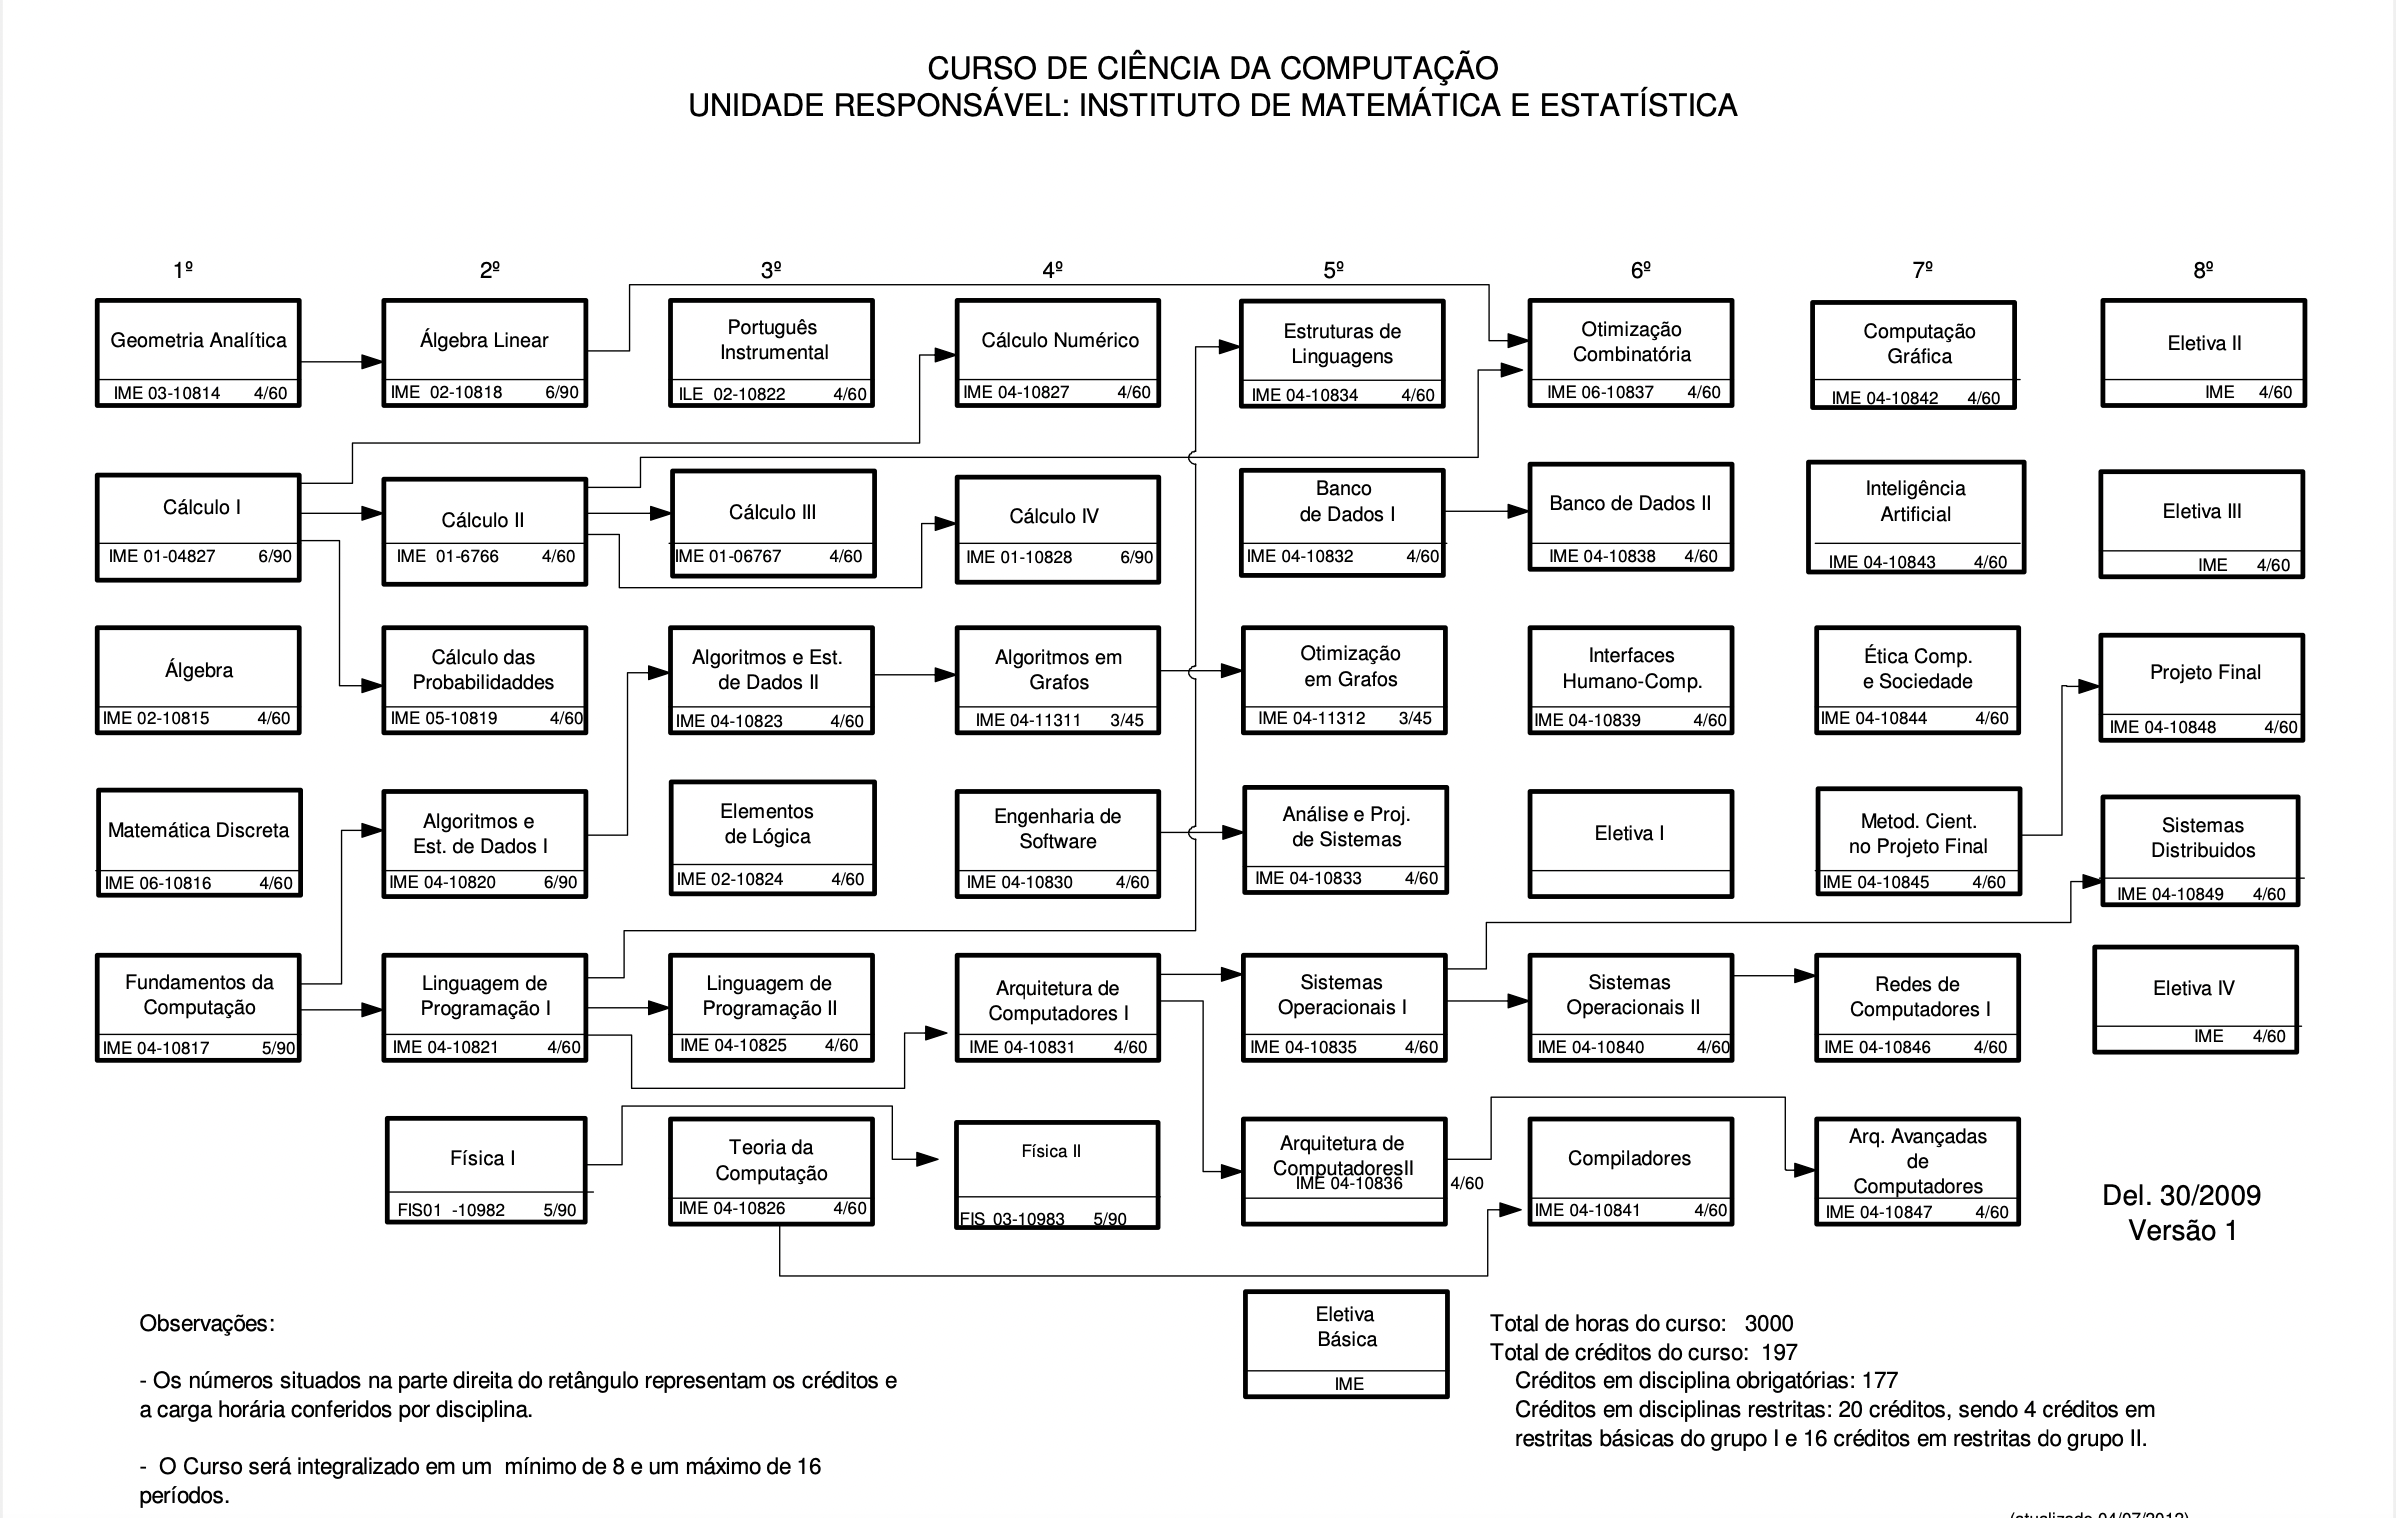 CURSO DE CIÊNCIA DA COMPUTAÇÃO
UNIDADE RESPONSÁVEL: INSTITUTO DE MATEMÁTICA E ESTATÍSTICA
1º 2º 3º 4º 5º 6º 7º 8º
Geometria Analítica
IME 03-10814 4/60
Álgebra Linear
IME 02-10818 6/90
Português
Instrumental
ILE 02-10822 4/60
Cálculo Numérico
IME 04-10827 4/60
Estruturas de
Linguagens
IME 04-10834 4/60
Otimização
Combinatória
IME 06-10837 4/60
Computação
Gráfica
IME 04-10842 4/60
Eletiva II
IME 4/60
Cálculo I
IME 01-04827 6/90
Cálculo II
IME 01-6766 4/60
Cálculo III
IME 01-06767 4/60
Cálculo IV
IME 01-10828 6/90
Banco
de Dados I
IME 04-10832 4/60
Banco de Dados II
IME 04-10838 4/60
Inteligência
Artificial
IME 04-10843 4/60
Eletiva III
IME 4/60
Álgebra
IME 02-10815 4/60
Cálculo das
Probabilidaddes
IME 05-10819 4/60
Algoritmos e Est.
de Dados II
IME 04-10823 4/60
Algoritmos em
Grafos
IME 04-11311 3/45
Otimização
em Grafos
IME 04-11312 3/45
Interfaces
Humano-Comp.
IME 04-10839 4/60
Ética Comp.
e Sociedade
IME 04-10844 4/60
Projeto Final
IME 04-10848 4/60
Matemática Discreta
IME 06-10816 4/60
Algoritmos e
Est. de Dados I
IME 04-10820 6/90
Elementos
de Lógica
IME 02-10824 4/60
Engenharia de
Software
IME 04-10830 4/60
Análise e Proj.
de Sistemas
IME 04-10833 4/60
Eletiva I
Metod. Cient.
no Projeto Final
IME 04-10845 4/60
Sistemas
Distribuidos
IME 04-10849 4/60
Fundamentos da
Computação
IME 04-10817 5/90
Linguagem de
Programação I
IME 04-10821 4/60
Linguagem de
Programação II
IME 04-10825 4/60
Arquitetura de
Computadores I
IME 04-10831 4/60
Sistemas
Operacionais I
IME 04-10835 4/60
Sistemas
Operacionais II
IME 04-10840 4/60
Redes de
Computadores I
IME 04-10846 4/60
Eletiva IV
IME 4/60
Física I
FIS01 -10982 5/90
Teoria da
Computação
IME 04-10826 4/60
Física II
FIS 03-10983 5/90
Arquitetura de
ComputadoresII
IME 04-10836 4/60
Compiladores
IME 04-10841 4/60
Arq. Avançadas
de
Computadores
IME 04-10847 4/60
Del. 30/2009
Versão 1
Eletiva
Básica
IME
Observações:
- Os números situados na parte direita do retângulo representam os créditos e
a carga horária conferidos por disciplina.
- O Curso será integralizado em um mínimo de 8 e um máximo de 16
períodos.
Total de horas do curso: 3000
Total de créditos do curso: 197
Créditos em disciplina obrigatórias: 177
Créditos em disciplinas restritas: 20 créditos, sendo 4 créditos em
restritas básicas do grupo I e 16 créditos em restritas do grupo II.
(atualizado 04/07/2012)